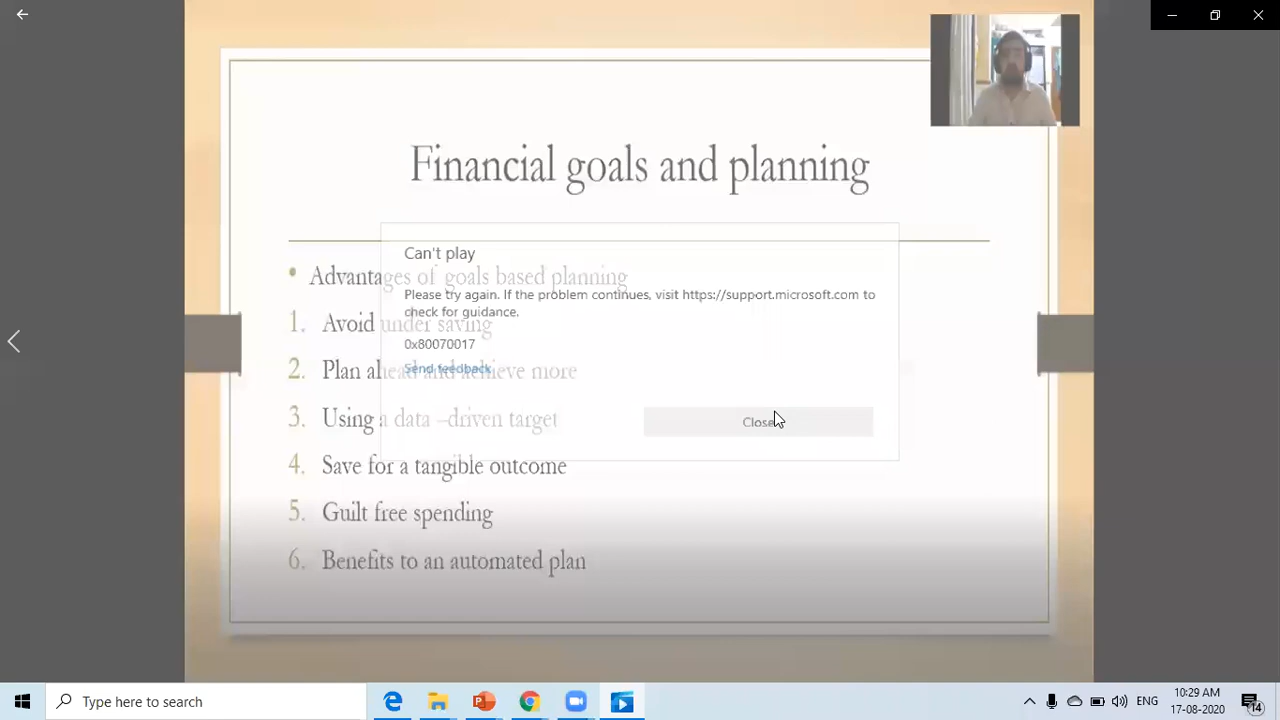 Financial goals and planning
Can't play
• Advantages of goals based planning
Please try again. If the problem continues, visit https://support.microsoft.com to
check for guidance.
1. Avoid under saving
0x80070017
Send feedback
2. Plan ahead and achieve more
3. Using a data –driven target
Close
4. Save for a tangible outcome
5. Guilt free spending
6. Benefits to an automated plan
Type here to search
ENG
10:29 AM
17-08-2020
14